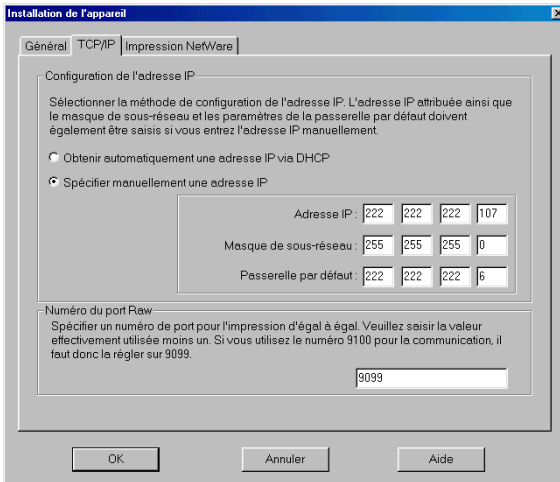 Installation de l'appareil
Général TCP/IP Impression NetWare
Configuration de l'adresse IP
Sélectionner la méthode de configuration de l'adresse IP. L'adresse IP attribuée ainsi que
le masque de sous-réseau et les paramètres de la passerelle par défaut doivent
également être saisis si vous entrez l'adresse IP manuellement.
Obtenir automatiquement une adresse IP via DHCP
Spécifier manuellement une adresse IP
Adresse IP : 222 222 222 107
Masque de sous-réseau : 255 255 255 0
Passerelle par défaut : 222 222 222 6
Numéro du port Raw
Spécifier un numéro de port pour l'impression d'égal à égal. Veuillez saisir la valeur
effectivement utilisée moins un. Si vous utilisez le numéro 9100 pour la communication, il
faut donc la régler sur 9099.
9099
OK Annuler Aide